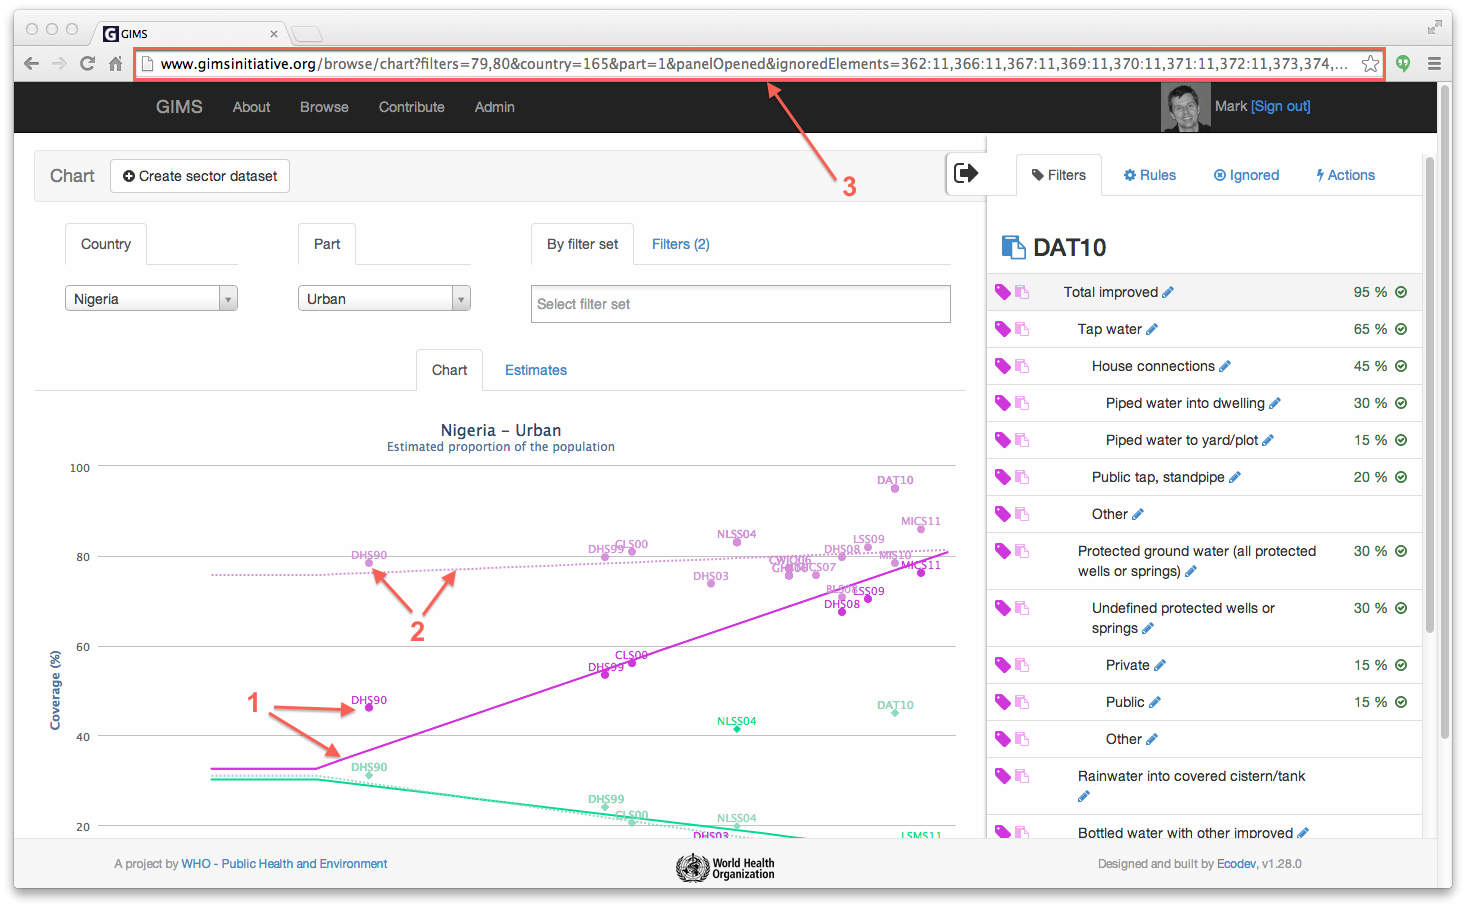 GIMS
www.gimsinitiative.org/browse/chart?filters=79,80&country=165&part=1&panelOpened&ignoredElements=362:11,366:11,367:11,369:11,370:11,371:11,372:11,373,374,...
GIMS About Browse Contribute Admin Mark [Sign out]
3
Chart Create sector dataset
Filters Rules Ignored Actions
Country Part By filter set Filters (2)
Nigeria Urban Select filter set
Chart Estimates
Nigeria – Urban
Estimated proportion of the population
Coverage (%)
100
80
60
40
20
DAT10
MICS11
NLSS04
CLS00
DHS99
DHS90
LSS09
DHS08
DHS03
MICS11
LSS09
DHS08
CLS00
DHS99
DHS90
2
1
DAT10
NLSS04
DHS90
DHS99
CLS00
NLSS04
DHS03
LSMS11
DAT10
Total improved 95 %
Tap water 65 %
House connections 45 %
Piped water into dwelling 30 %
Piped water to yard/plot 15 %
Public tap, standpipe 20 %
Other
Protected ground water (all protected 30 %
wells or springs)
Undefined protected wells or 30 %
springs
Private 15 %
Public 15 %
Other
Rainwater into covered cistern/tank
Bottled water with other improved
A project by WHO - Public Health and Environment
World Health
Organization
Designed and built by Ecodev, v1.28.0